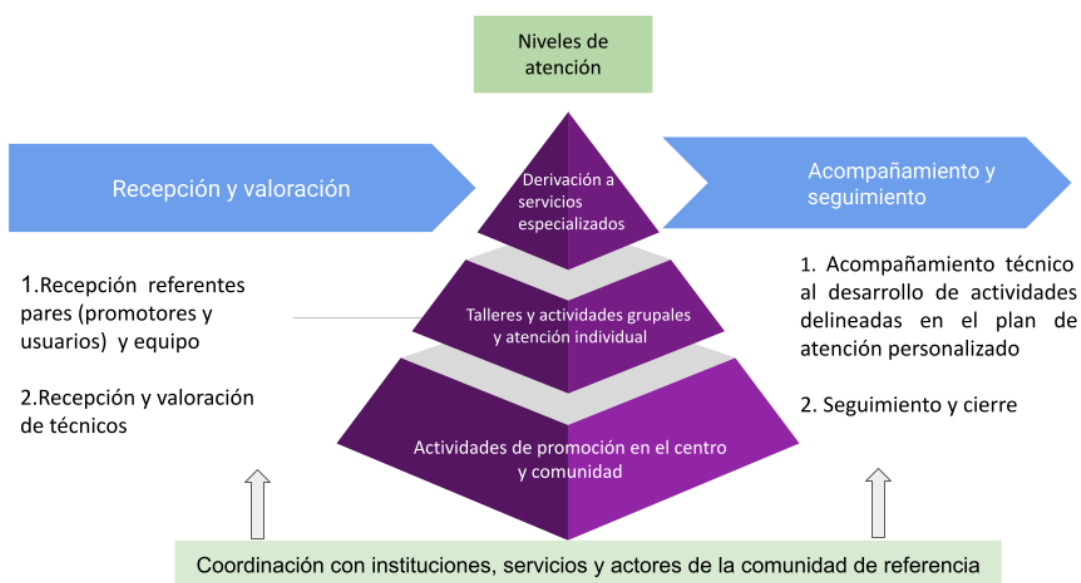 Niveles de
atención
Recepción y valoración
Derivación a
servicios
especializados
Acompañamiento y
seguimiento
1.Recepción referentes
pares (promotores y
usuarios) y equipo
2.Recepción y valoración
de técnicos
Talleres y actividades grupales
y atención individual
Actividades de promoción en el centro
y comunidad
1. Acompañamiento técnico
al desarrollo de actividades
delineadas en el plan de
atención personalizado
2. Seguimiento y cierre
Coordinación con instituciones, servicios y actores de la comunidad de referencia